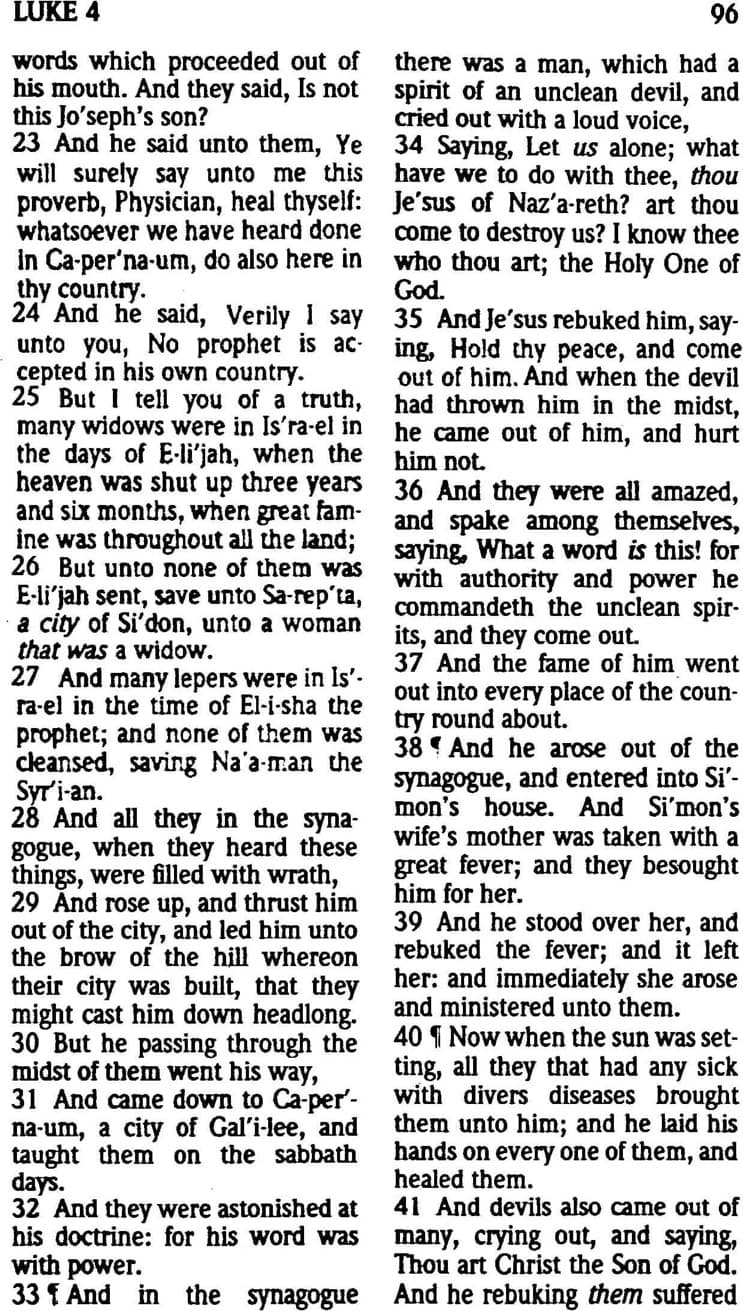 LUKE 4
96
words which proceeded out of
his mouth. And they said, Is not
this Jo'seph's son?
23 And he said unto them, Ye
will surely say unto me this
proverb, Physician, heal thyself:
whatsoever we have heard done
in Ca-per'na-um, do also here in
thy country.
24 And he said, Verily I say
unto you, No prophet is ac-
cepted in his own country.
25 But I tell you of a truth,
many widows were in Is'ra-el in
the days of E-li'jah, when the
heaven was shut up three years
and six months, when great fam-
ine was throughout all the land;
26 But unto none of them was
E-li'jah sent, save unto Sa-rep'ta,
a city of Si'don, unto a woman
that was a widow.
27 And many lepers were in Is'-
ra-el in the time of El-i-sha the
prophet; and none of them was
cleansed, saving Na'a-man the
Syr'i-an.
28 And all they in the syna-
gogue, when they heard these
things, were filled with wrath,
29 And rose up, and thrust him
out of the city, and led him unto
the brow of the hill whereon
their city was built, that they
might cast him down headlong.
30 But he passing through the
midst of them went his way,
31 And came down to Ca-per'-
na-um, a city of Gal'i-lee, and
taught them on the sabbath
days.
32 And they were astonished at
his doctrine: for his word was
with power.
33 ¶ And in the synagogue
there was a man, which had a
spirit of an unclean devil, and
cried out with a loud voice,
34 Saying, Let us alone; what
have we to do with thee, thou
Je'sus of Naz'a-reth? art thou
come to destroy us? I know thee
who thou art; the Holy One of
God.
35 And Je'sus rebuked him, say-
ing, Hold thy peace, and come
out of him. And when the devil
had thrown him in the midst,
he came out of him, and hurt
him not.
36 And they were all amazed,
and spake among themselves,
saying, What a word is this! for
with authority and power he
commandeth the unclean spir-
its, and they come out.
37 And the fame of him went
out into every place of the coun-
try round about.
38 ¶ And he arose out of the
synagogue, and entered into Si'-
mon's house. And Si'mon's
wife's mother was taken with a
great fever; and they besought
him for her.
39 And he stood over her, and
rebuked the fever; and it left
her: and immediately she arose
and ministered unto them.
40 ¶ Now when the sun was set-
ting, all they that had any sick
with divers diseases brought
them unto him; and he laid his
hands on every one of them, and
healed them.
41 And devils also came out of
many, crying out, and saying,
Thou art Christ the Son of God.
And he rebuking them suffered